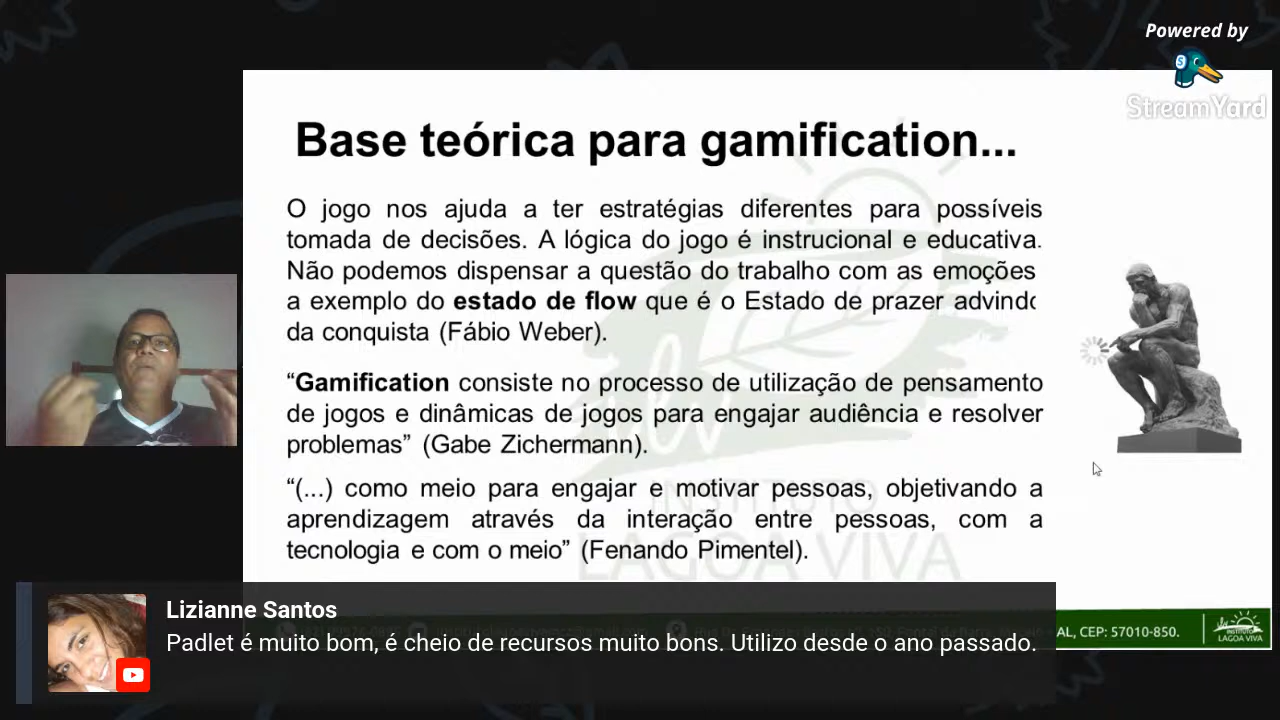 Powered by
StreamYard
Base teórica para gamification...
O jogo nos ajuda a ter estratégias diferentes para possíveis
tomada de decisões. A lógica do jogo é instrucional e educativa.
Não podemos dispensar a questão do trabalho com as emoções
a exemplo do estado de flow que é o Estado de prazer advindo
da conquista (Fábio Weber).
“Gamification consiste no processo de utilização de pensamento
de jogos e dinâmicas de jogos para engajar audiência e resolver
problemas” (Gabe Zichermann).
“(...) como meio para engajar e motivar pessoas, objetivando a
aprendizagem através da interação entre pessoas, com a
tecnologia e com o meio” (Fenando Pimentel).
INSTITUTO
LAGOA VIVA
Lizianne Santos
Padlet é muito bom, é cheio de recursos muito bons. Utilizo desde o ano passado.
AL, CEP: 57010-850.
INSTITUTO
LAGOA VIVA